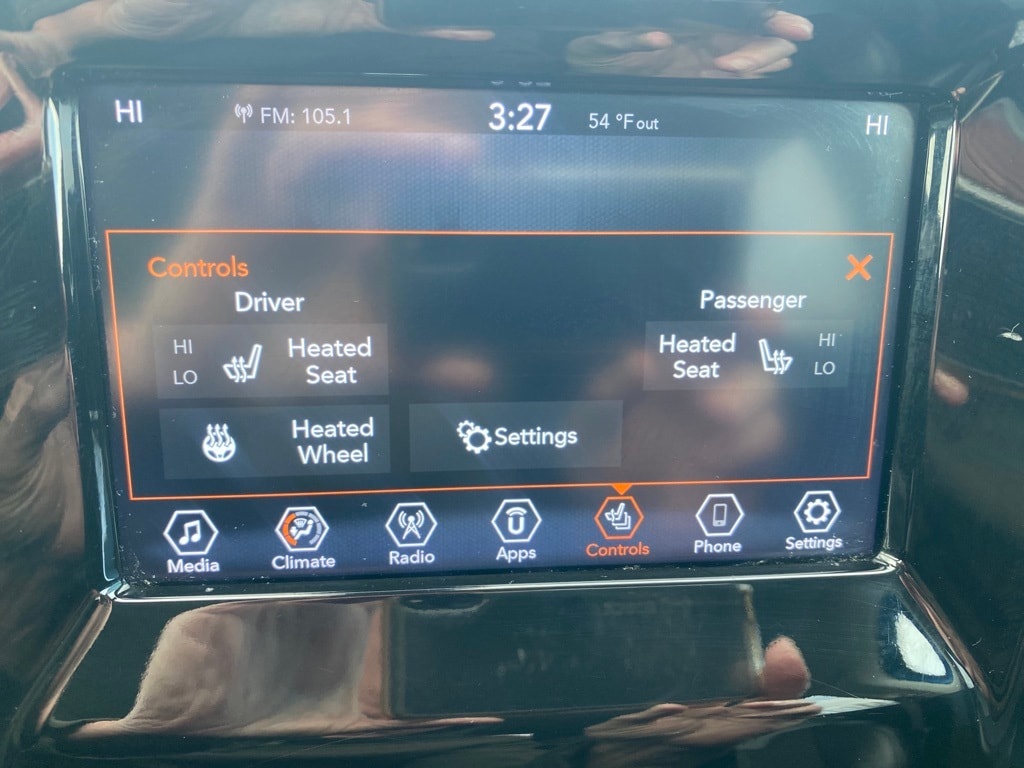 HI FM: 105.1 3:27 54 °F out HI
Controls
Driver Passenger
HI
LO
Heated
Seat
Heated
Seat
HI
LO
Heated
Wheel
Settings
Media Climate Radio Apps Controls Phone Settings